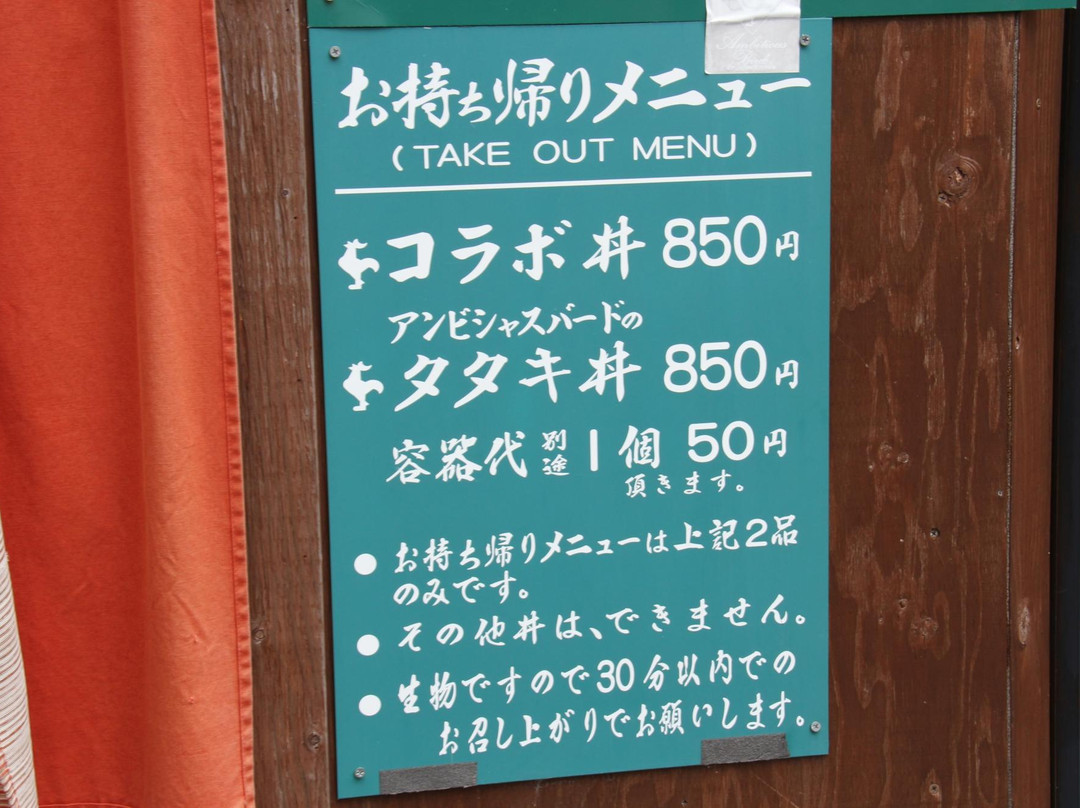 お持ち帰りメニュー
(TAKE OUT MENU)
コラボ丼 850円
アンビシャスバードの
タタキ丼 850円
容器代 別途 1個 50円
頂きます。
● お持ち帰りメニューは上記2品
のみです。
● その他丼は、できません。
● 生物ですので30分以内での
お召し上がりでお願いします。